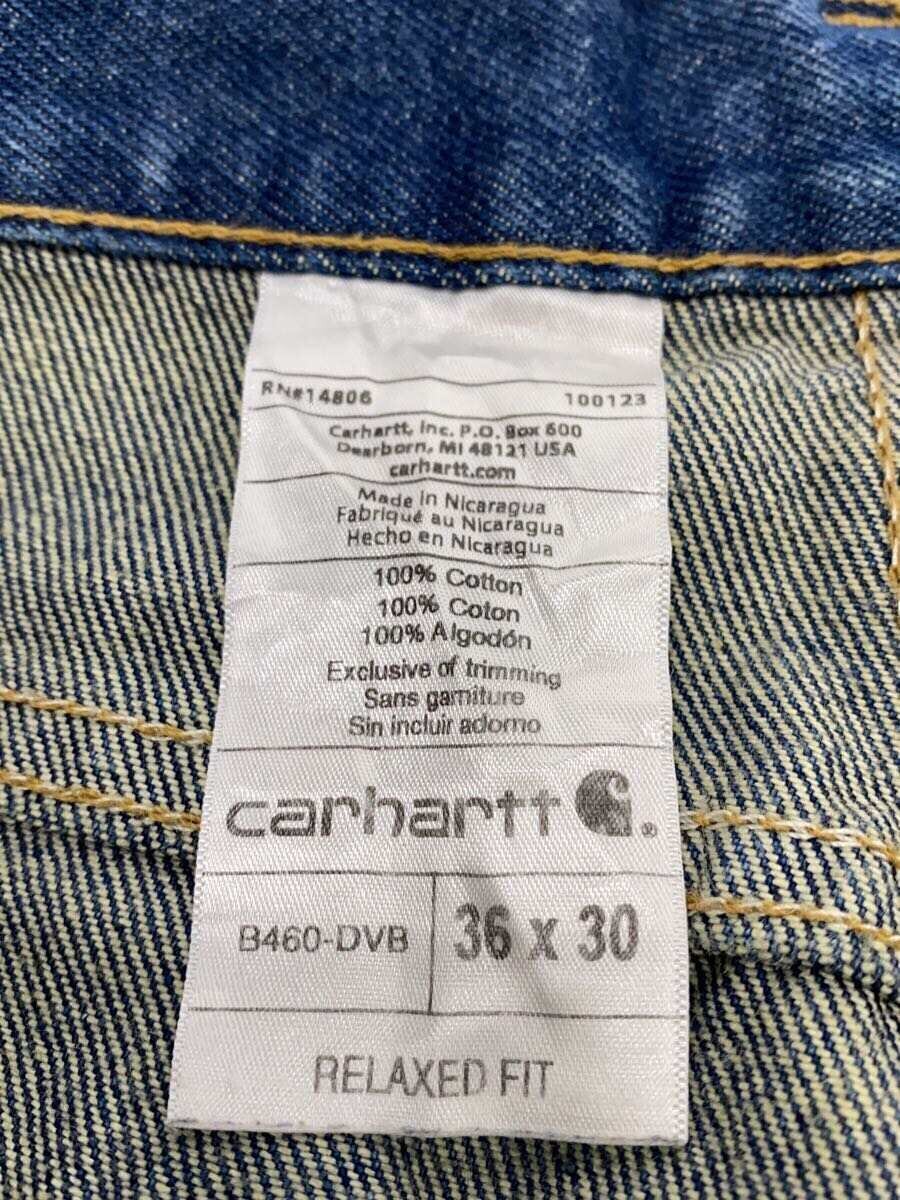 RN#14806 100123
Carhartt, Inc. P.O. Box 600
Dearborn, MI 48121 USA
carhartt.com
Made in Nicaragua
Fabriqué au Nicaragua
Hecho en Nicaragua
100% Cotton
100% Coton
100% Algodón
Exclusive of trimming
Sans garniture
Sin incluir adorno
carhartt ®
B460-DVB 36 x 30
RELAXED FIT